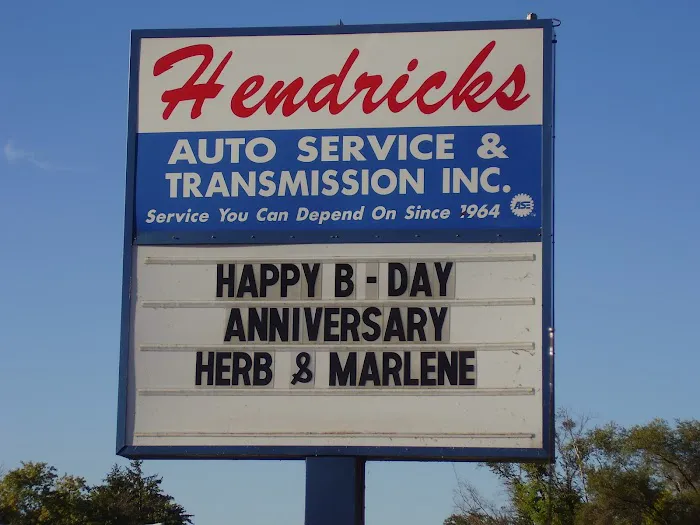 Hendricks
AUTO SERVICE &
TRANSMISSION INC.
Service You Can Depend On Since 1964
ASE
HAPPY B-DAY
ANNIVERSARY
HERB & MARLENE